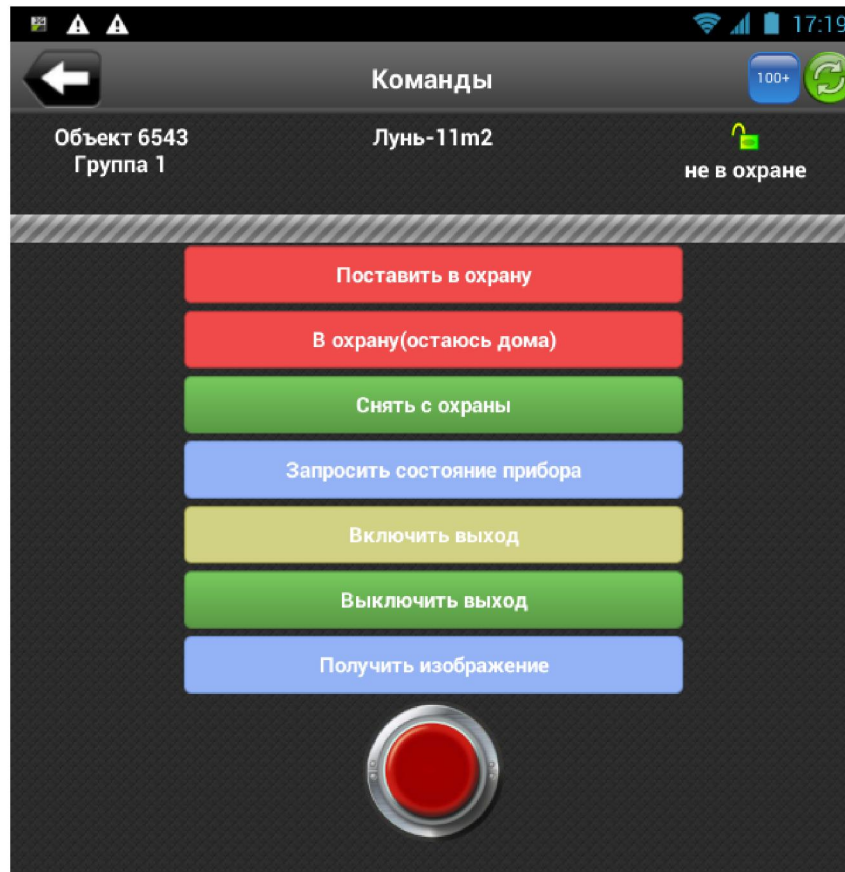 17:19
Команды
100+
Объект 6543
Группа 1
Лунь-11m2
не в охране
Поставить в охрану
В охрану(остаюсь дома)
Снять с охраны
Запросить состояние прибора
Включить выход
Выключить выход
Получить изображение